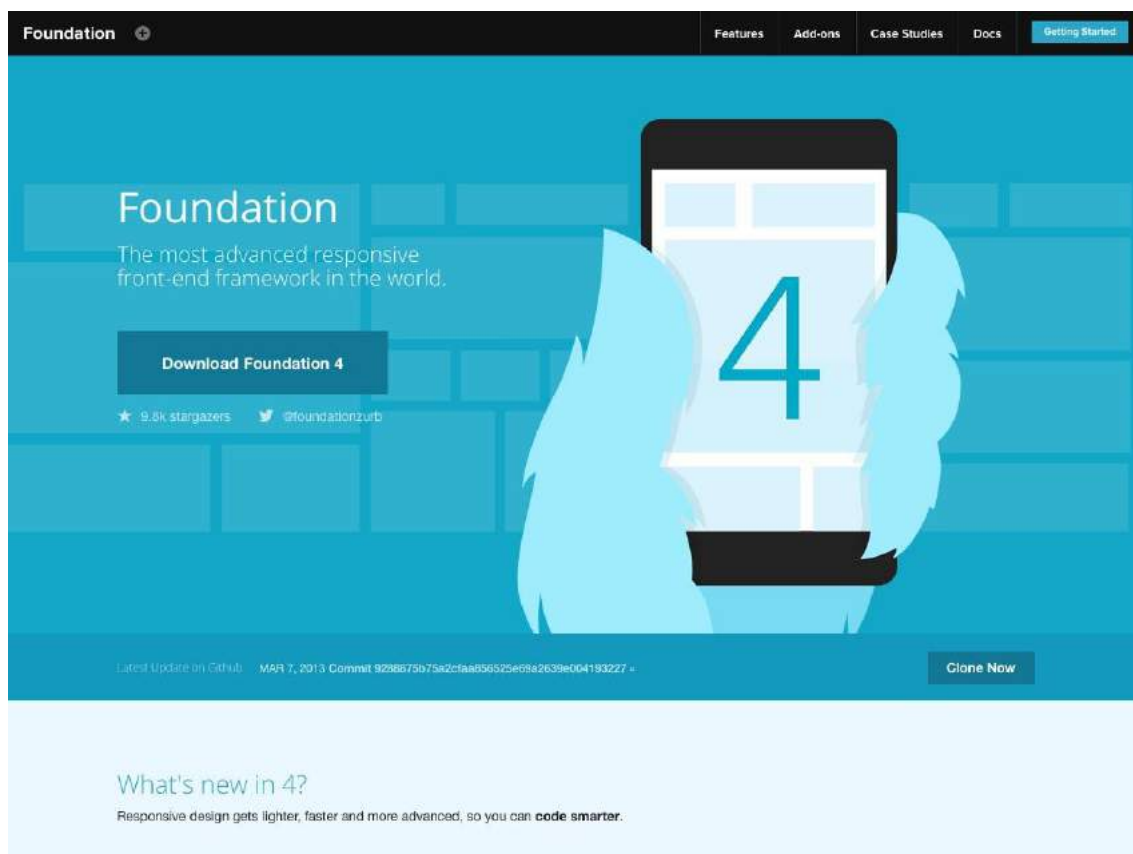 Foundation
Features Add-ons Case Studies Docs Getting Started
Foundation
The most advanced responsive
front-end framework in the world.
Download Foundation 4
9.8k stargazers @foundationzurb
4
Latest Update on Github MAR 7, 2013 Commit »
Clone Now
What's new in 4?
Responsive design gets lighter, faster and more advanced, so you can code smarter.